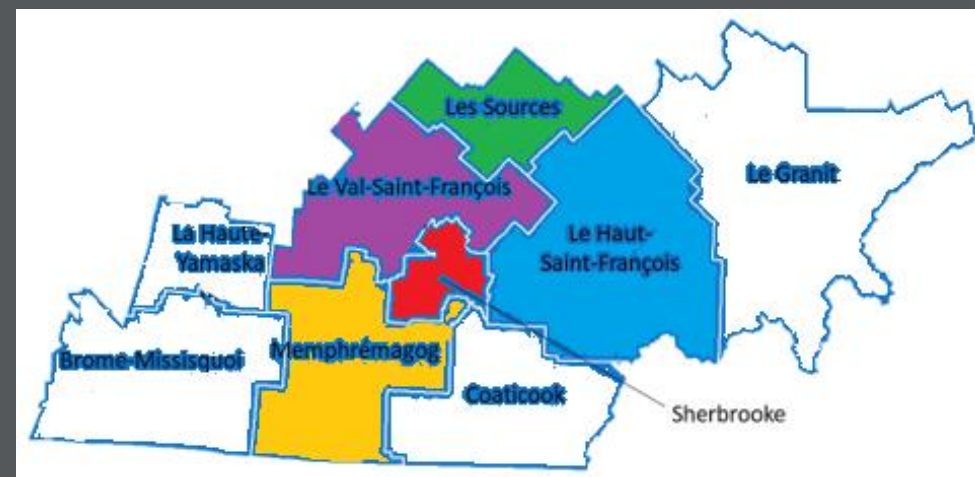 Les Sources
Le Granit
Le Val-Saint-François
La Haute-
Yamaska
Le Haut-
Saint-François
Brome-Missisquoi
Memphrémagog
Coaticook
Sherbrooke